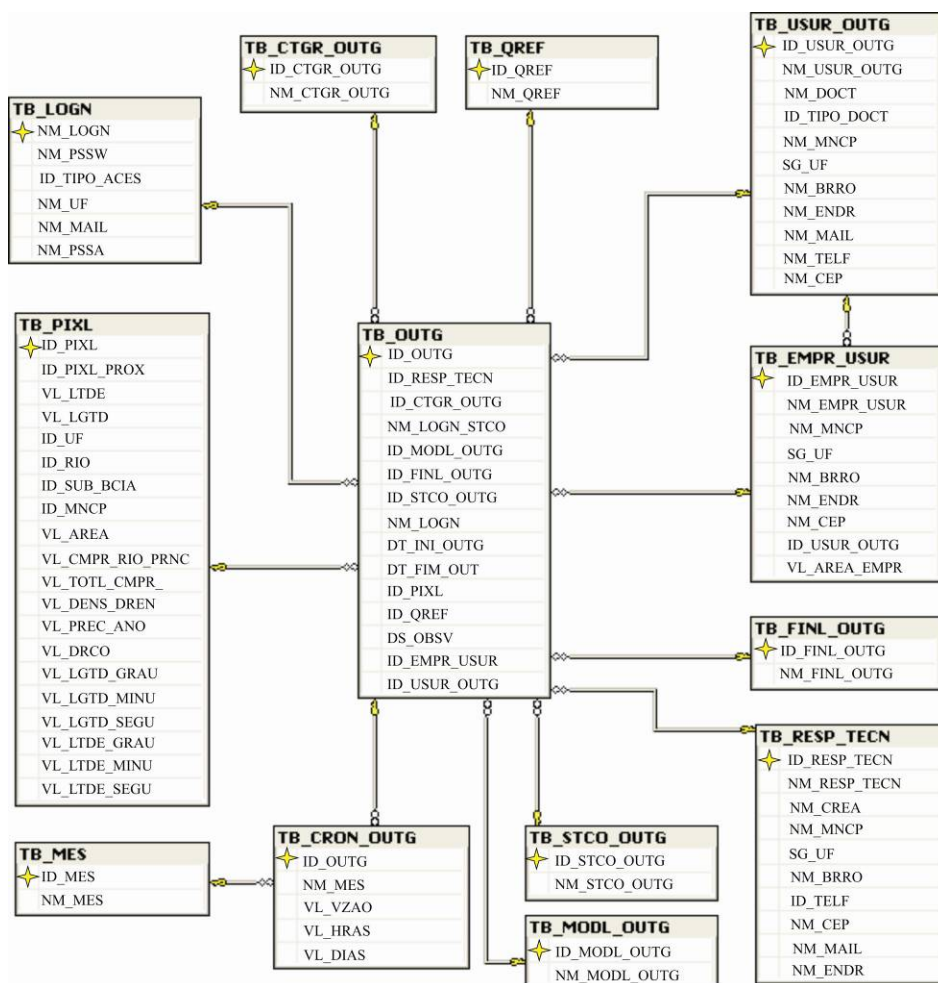 TB_CTGR_OUTG
ID_CTGR_OUTG
NM_CTGR_OUTG
TB_QREF
ID_QREF
NM_QREF
TB_USUR_OUTG
ID_USUR_OUTG
NM_USUR_OUTG
NM_DOCT
ID_TIPO_DOCT
NM_MNCP
SG_UF
NM_BRRO
NM_ENDR
NM_MAIL
NM_TELF
NM_CEP
TB_LOGN
NM_LOGN
NM_PSSW
ID_TIPO_ACES
NM_UF
NM_MAIL
NM_PSSA
TB_PIXL
ID_PIXL
ID_PIXL_PROX
VL_LTDE
VL_LGTD
ID_UF
ID_RIO
ID_SUB_BCIA
ID_MNCP
VL_AREA
VL_CMPR_RIO_PRNC
VL_TOTL_CMPR_
VL_DENS_DREN
VL_PREC_ANO
VL_DRCO
VL_LGTD_GRAU
VL_LGTD_MINU
VL_LGTD_SEGU
VL_LTDE_GRAU
VL_LTDE_MINU
VL_LTDE_SEGU
TB_OUTG
ID_OUTG
ID_RESP_TECN
ID_CTGR_OUTG
NM_LOGN_STCO
ID_MODL_OUTG
ID_FINL_OUTG
ID_STCO_OUTG
NM_LOGN
DT_INI_OUTG
DT_FIM_OUT
ID_PIXL
ID_QREF
DS_OBSV
ID_EMPR_USUR
ID_USUR_OUTG
TB_EMPR_USUR
ID_EMPR_USUR
NM_EMPR_USUR
NM_MNCP
SG_UF
NM_BRRO
NM_ENDR
NM_CEP
ID_USUR_OUTG
VL_AREA_EMPR
TB_FINL_OUTG
ID_FINL_OUTG
NM_FINL_OUTG
TB_RESP_TECN
ID_RESP_TECN
NM_RESP_TECN
NM_CREA
NM_MNCP
SG_UF
NM_BRRO
ID_TELF
NM_CEP
NM_MAIL
NM_ENDR
TB_MES
ID_MES
NM_MES
TB_CRON_OUTG
ID_OUTG
NM_MES
VL_VZAO
VL_HRAS
VL_DIAS
TB_STCO_OUTG
ID_STCO_OUTG
NM_STCO_OUTG
TB_MODL_OUTG
ID_MODL_OUTG
NM_MODL_OUTG